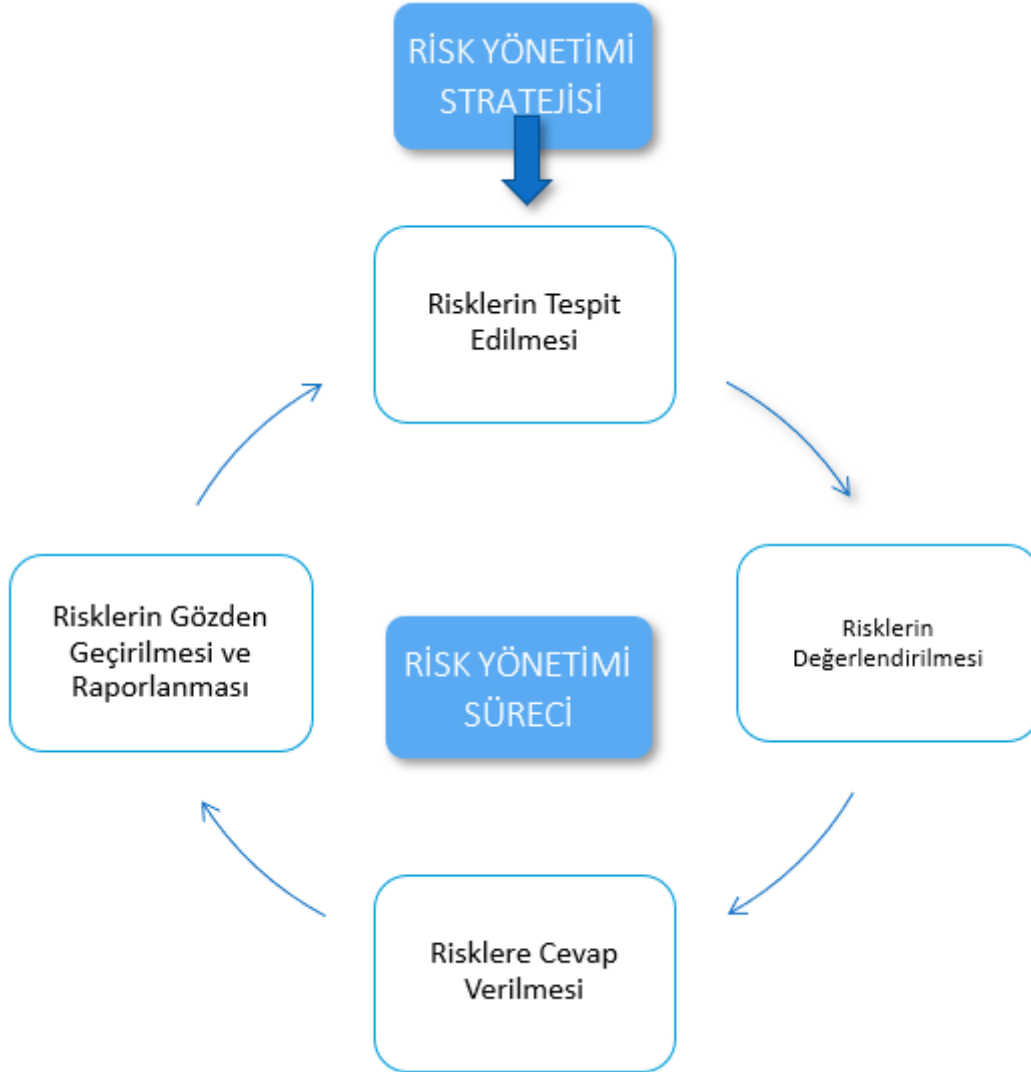 RİSK YÖNETİMİ
STRATEJİSİ
Risklerin Tespit
Edilmesi
Risklerin
Değerlendirilmesi
Risklerin Gözden
Geçirilmesi ve
Raporlanması
RİSK YÖNETİMİ
SÜRECİ
Risklere Cevap
Verilmesi